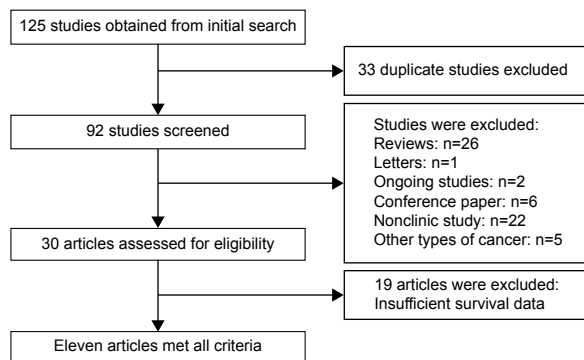 125 studies obtained from initial search
33 duplicate studies excluded
92 studies screened
Studies were excluded:
Reviews: n=26
Letters: n=1
Ongoing studies: n=2
Conference paper: n=6
Nonclinic study: n=22
Other types of cancer: n=5
30 articles assessed for eligibility
19 articles were excluded:
Insufficient survival data
Eleven articles met all criteria